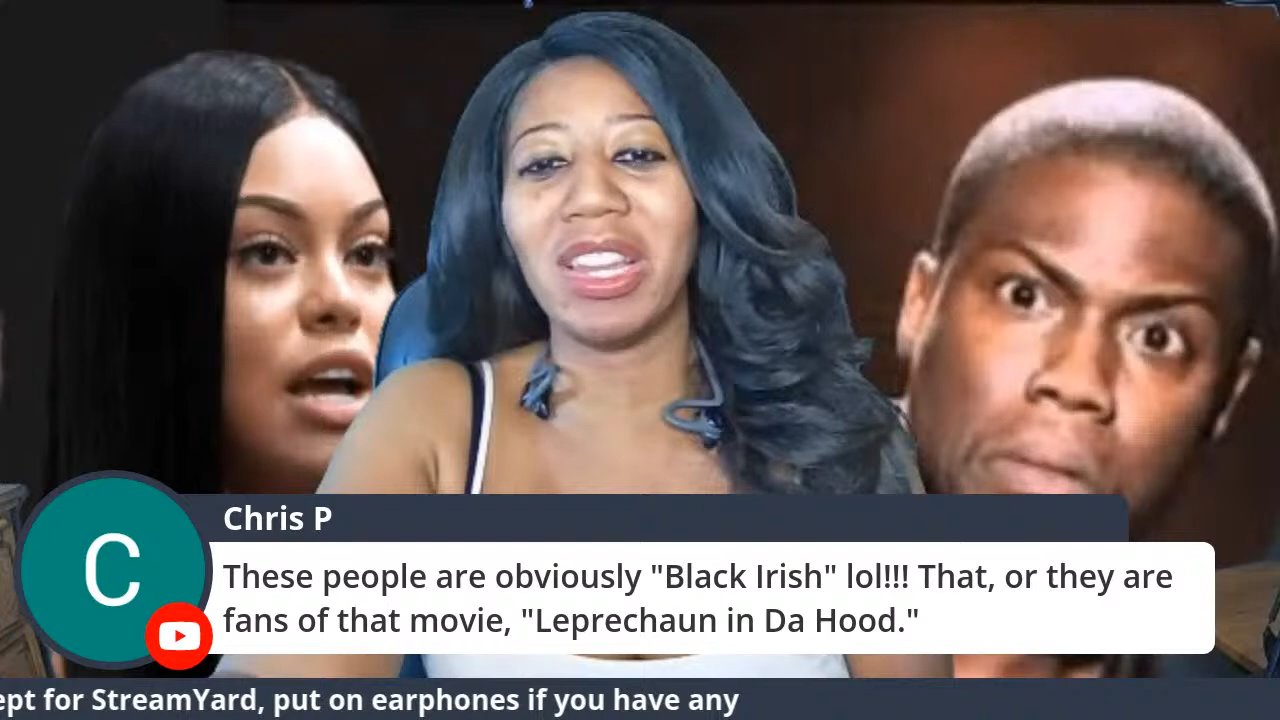 C
Chris P
These people are obviously "Black Irish" lol!!! That, or they are
fans of that movie, "Leprechaun in Da Hood."
ept for StreamYard, put on earphones if you have any